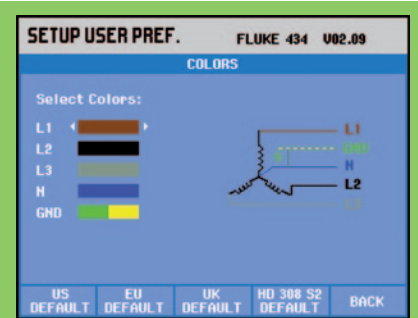 SETUP USER PREF. FLUKE 434 V02.09
COLORS
Select Colors:
L1
L2
L3
N
GND
L1
GND
N
L2
L3
US DEFAULT
EU DEFAULT
UK DEFAULT
HD 308 S2 DEFAULT
BACK